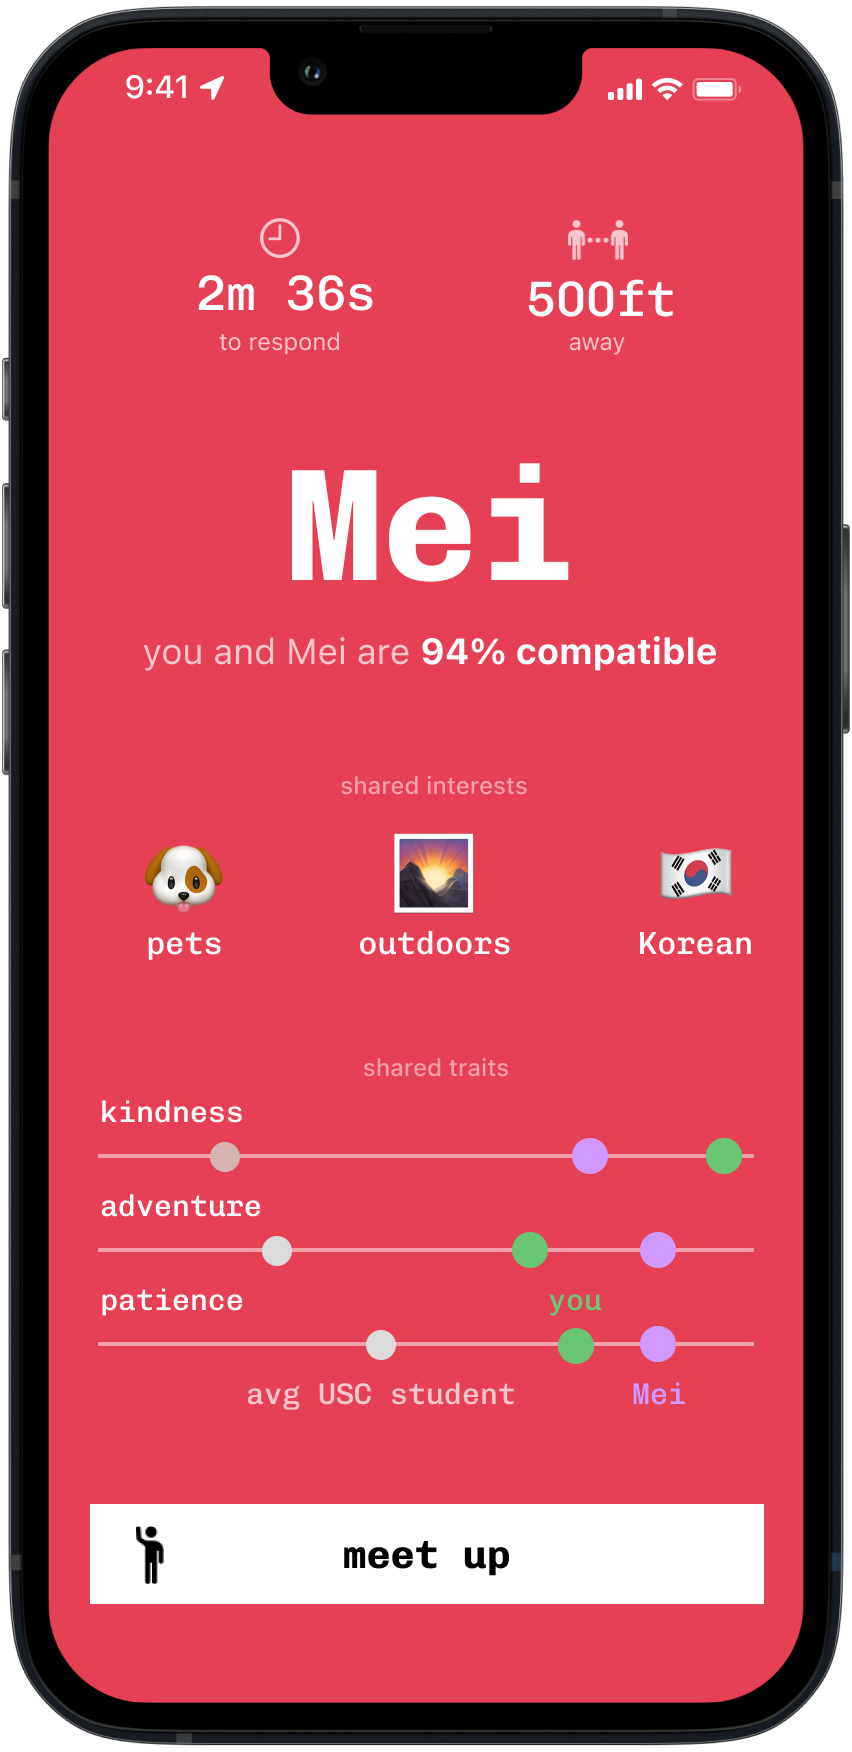 9:41
2m 36s
500ft
to respond
away
Mei
you and Mei are 94% compatible
shared interests
pets
outdoors
Korean
shared traits
kindness
adventure
patience
you
avg USC student
Mei
meet up